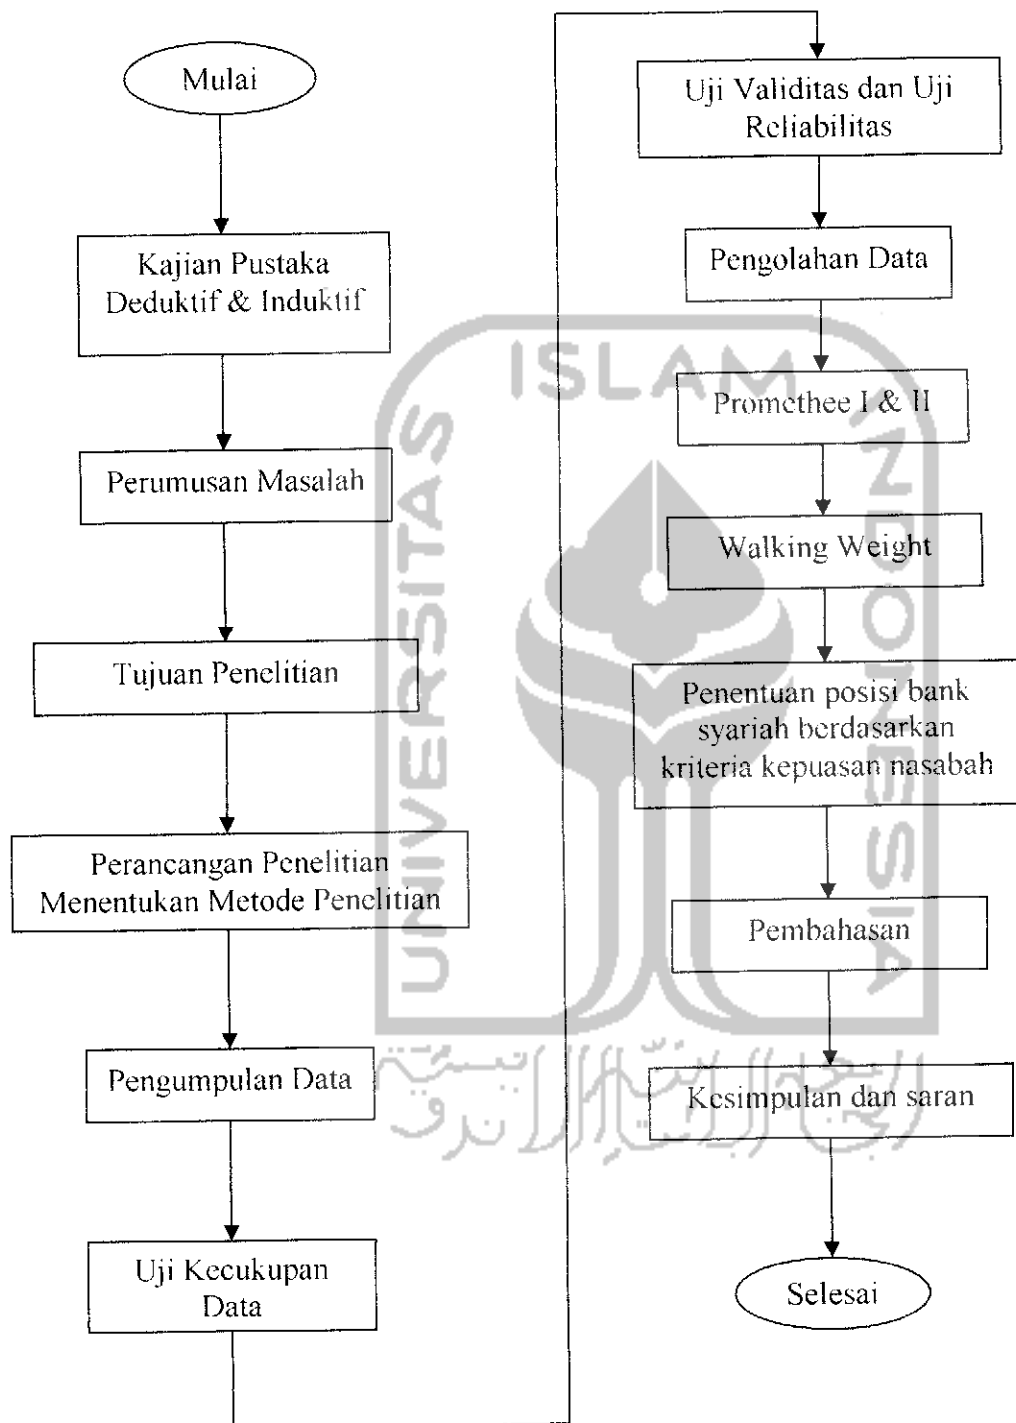 Mulai
Kajian Pustaka
Deduktif & Induktif
Perumusan Masalah
Tujuan Penelitian
Perancangan Penelitian
Menentukan Metode Penelitian
Pengumpulan Data
Uji Kecukupan
Data
Uji Validitas dan Uji
Reliabilitas
Pengolahan Data
Promethee I & II
Walking Weight
Penentuan posisi bank
syariah berdasarkan
kriteria kepuasan nasabah
Pembahasan
Kesimpulan dan saran
Selesai
UNIVERSITAS
ISLAM
INDONESIA